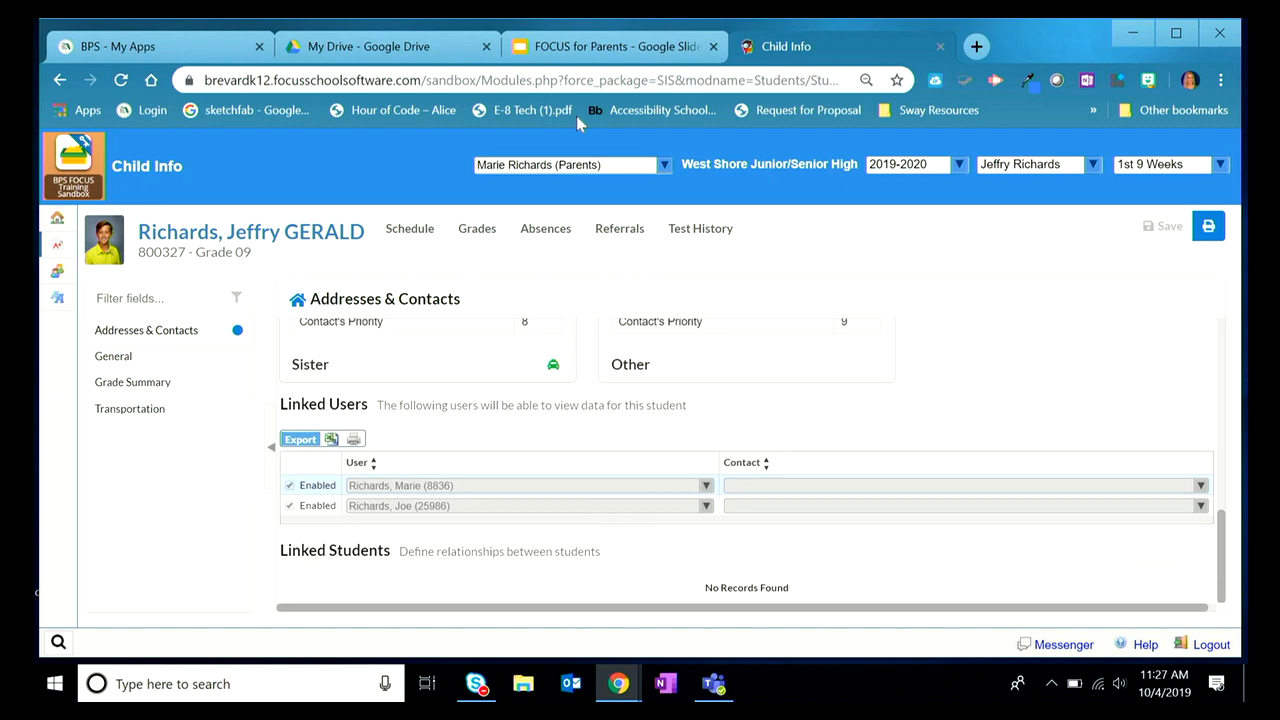 BPS - My Apps
My Drive - Google Drive
FOCUS for Parents - Google Slide
Child Info
brevardk12.focusschoolsoftware.com/sandbox/Modules.php?force_package=SIS&modname=Students/Stu...
Apps
Login
sketchfab - Google...
Hour of Code – Alice
E-8 Tech (1).pdf
Bb Accessibility School...
Request for Proposal
Sway Resources
»
Other bookmarks
BPS FOCUS
Training
Sandbox
Child Info
Marie Richards (Parents)
West Shore Junior/Senior High
2019-2020
Jeffry Richards
1st 9 Weeks
Richards, Jeffry GERALD
800327 - Grade 09
Schedule
Grades
Absences
Referrals
Test History
Save
Filter fields...
Addresses & Contacts
General
Grade Summary
Transportation
Addresses & Contacts
Contact's Priority 8
Contact's Priority 9
Sister
Other
Linked Users The following users will be able to view data for this student
Export
User Contact
Enabled Richards, Marie (8836)
Enabled Richards, Joe (25986)
Linked Students Define relationships between students
No Records Found
Messenger
Help
Logout
Type here to search
11:27 AM
10/4/2019